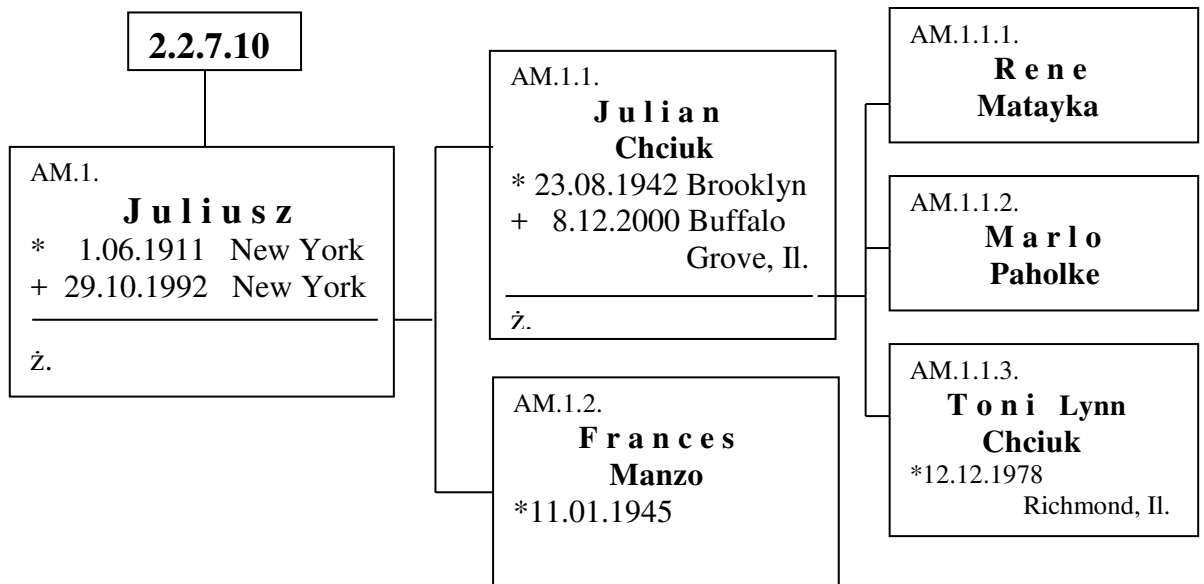 2.2.7.10
AM.1.
J u l i u s z
* 1.06.1911 New York
+ 29.10.1992 New York
ż.
AM.1.1.
J u l i a n
Chciuk
* 23.08.1942 Brooklyn
+ 8.12.2000 Buffalo
Grove, Il.
ż.
AM.1.2.
F r a n c e s
Manzo
*11.01.1945
AM.1.1.1.
R e n e
Matayka
AM.1.1.2.
M a r l o
Paholke
AM.1.1.3.
T o n i Lynn
Chciuk
*12.12.1978
Richmond, Il.